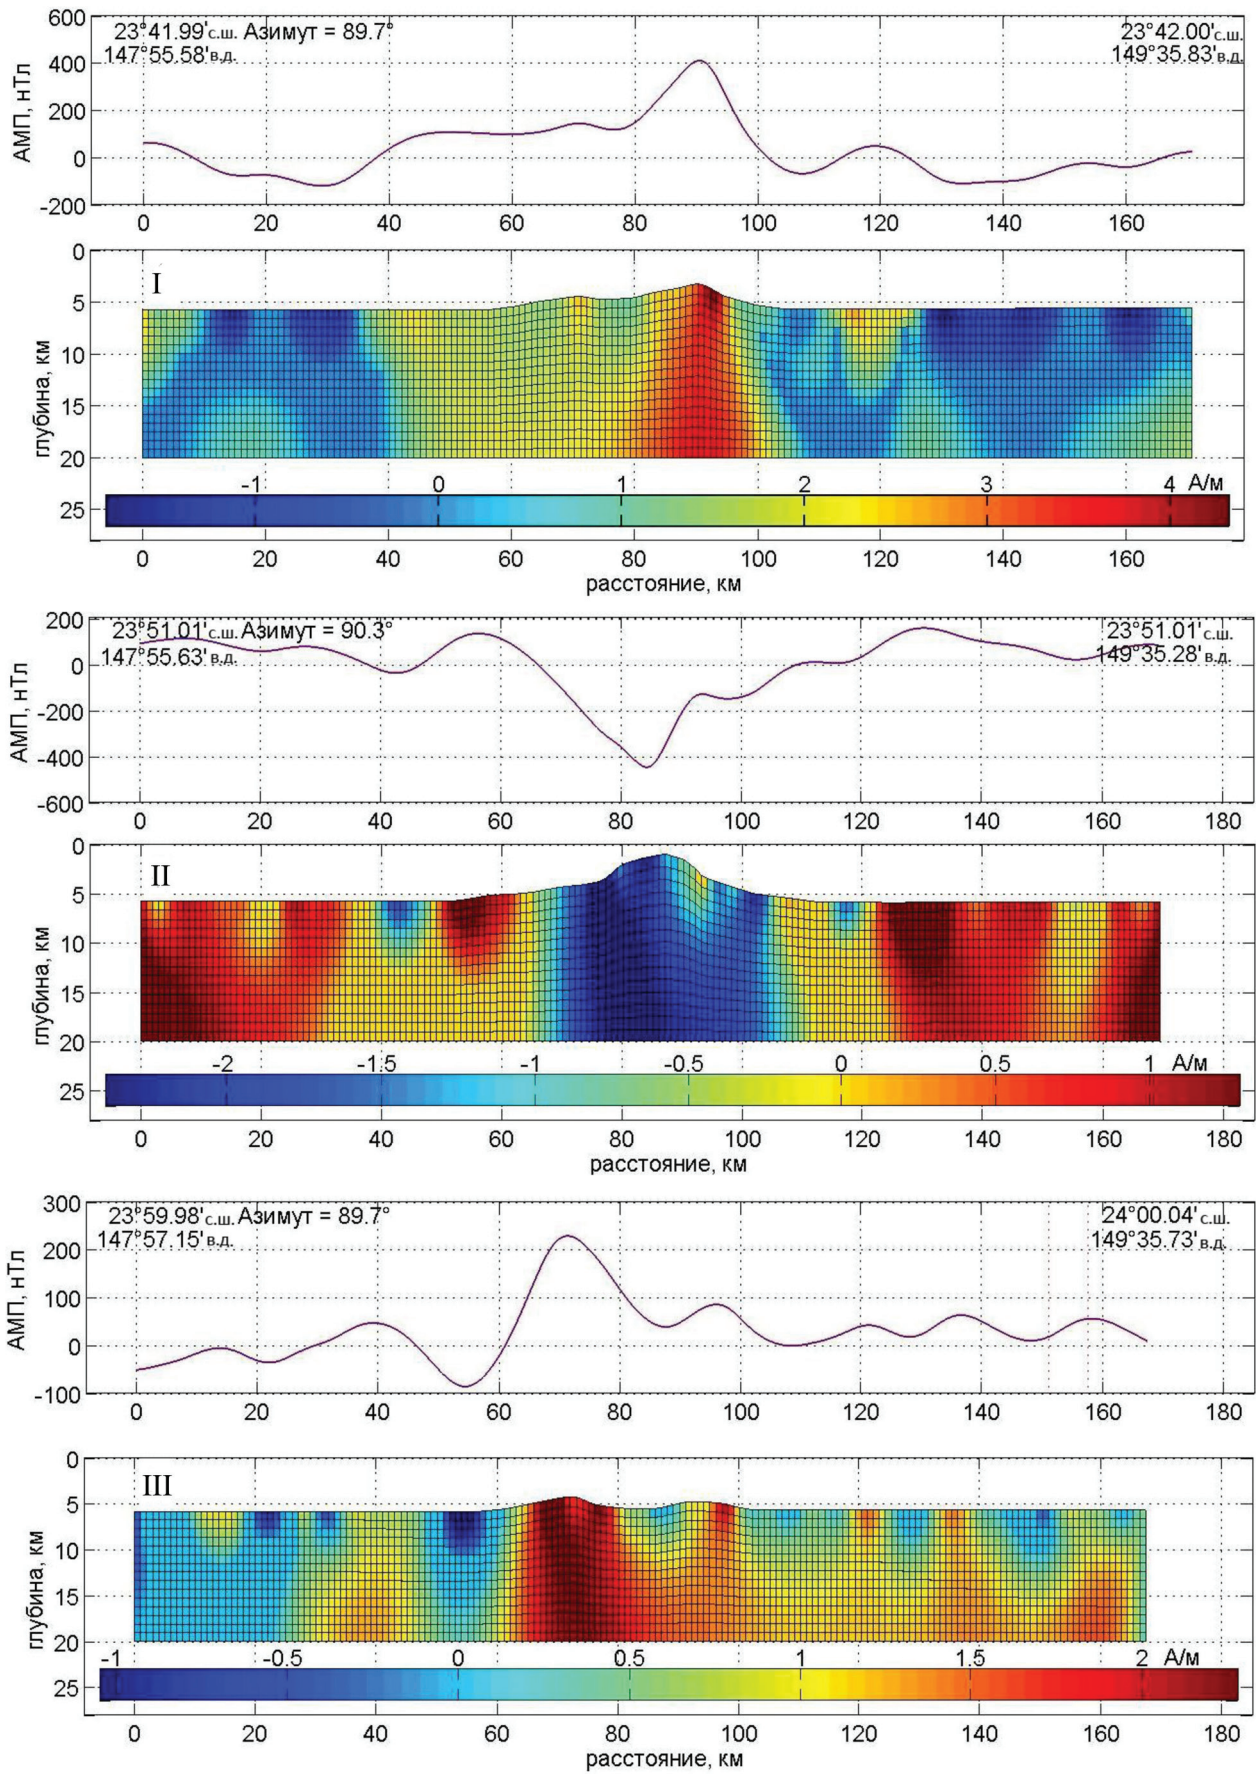 600
400
200
0
-200
АМП, нТл
23°41.99'с.ш. Азимут = 89.7°
147°55.58'в.д.
23°42.00'с.ш.
149°35.83'в.д.
0 20 40 60 80 100 120 140 160
I
0
5
10
15
20
25
глубина, км
-1 0 1 2 3 4 А/м
0 20 40 60 80 100 120 140 160
расстояние, км
200
0
-200
-400
-600
АМП, нТл
23°51.01'с.ш. Азимут = 90.3°
147°55.63'в.д.
23°51.01'с.ш.
149°35.28'в.д.
0 20 40 60 80 100 120 140 160 180
II
0
5
10
15
20
25
глубина, км
-2 -1.5 -1 -0.5 0 0.5 1 А/м
0 20 40 60 80 100 120 140 160 180
расстояние, км
300
200
100
0
-100
АМП, нТл
23°59.98'с.ш. Азимут = 89.7°
147°57.15'в.д.
24°00.04'с.ш.
149°35.73'в.д.
0 20 40 60 80 100 120 140 160 180
III
0
5
10
15
20
25
глубина, км
-1 -0.5 0 0.5 1 1.5 2 А/м
0 20 40 60 80 100 120 140 160 180
расстояние, км